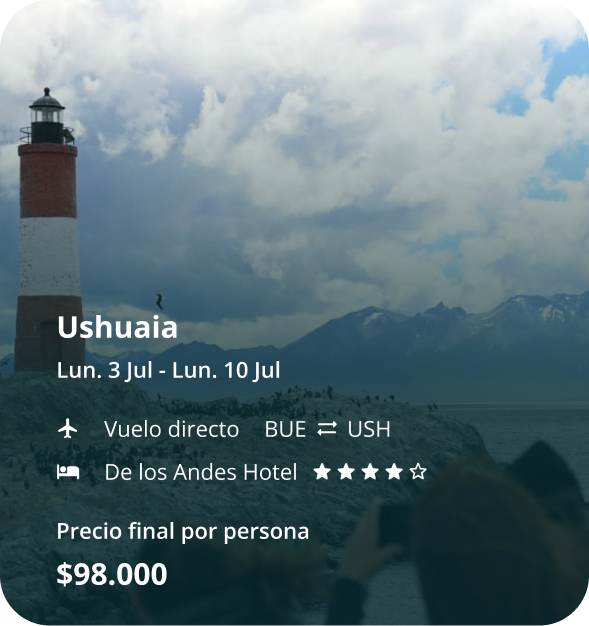 Ushuaia
Lun. 3 Jul - Lun. 10 Jul
Vuelo directo BUE ⇄ USH
De los Andes Hotel ★★★★☆
Precio final por persona
$98.000